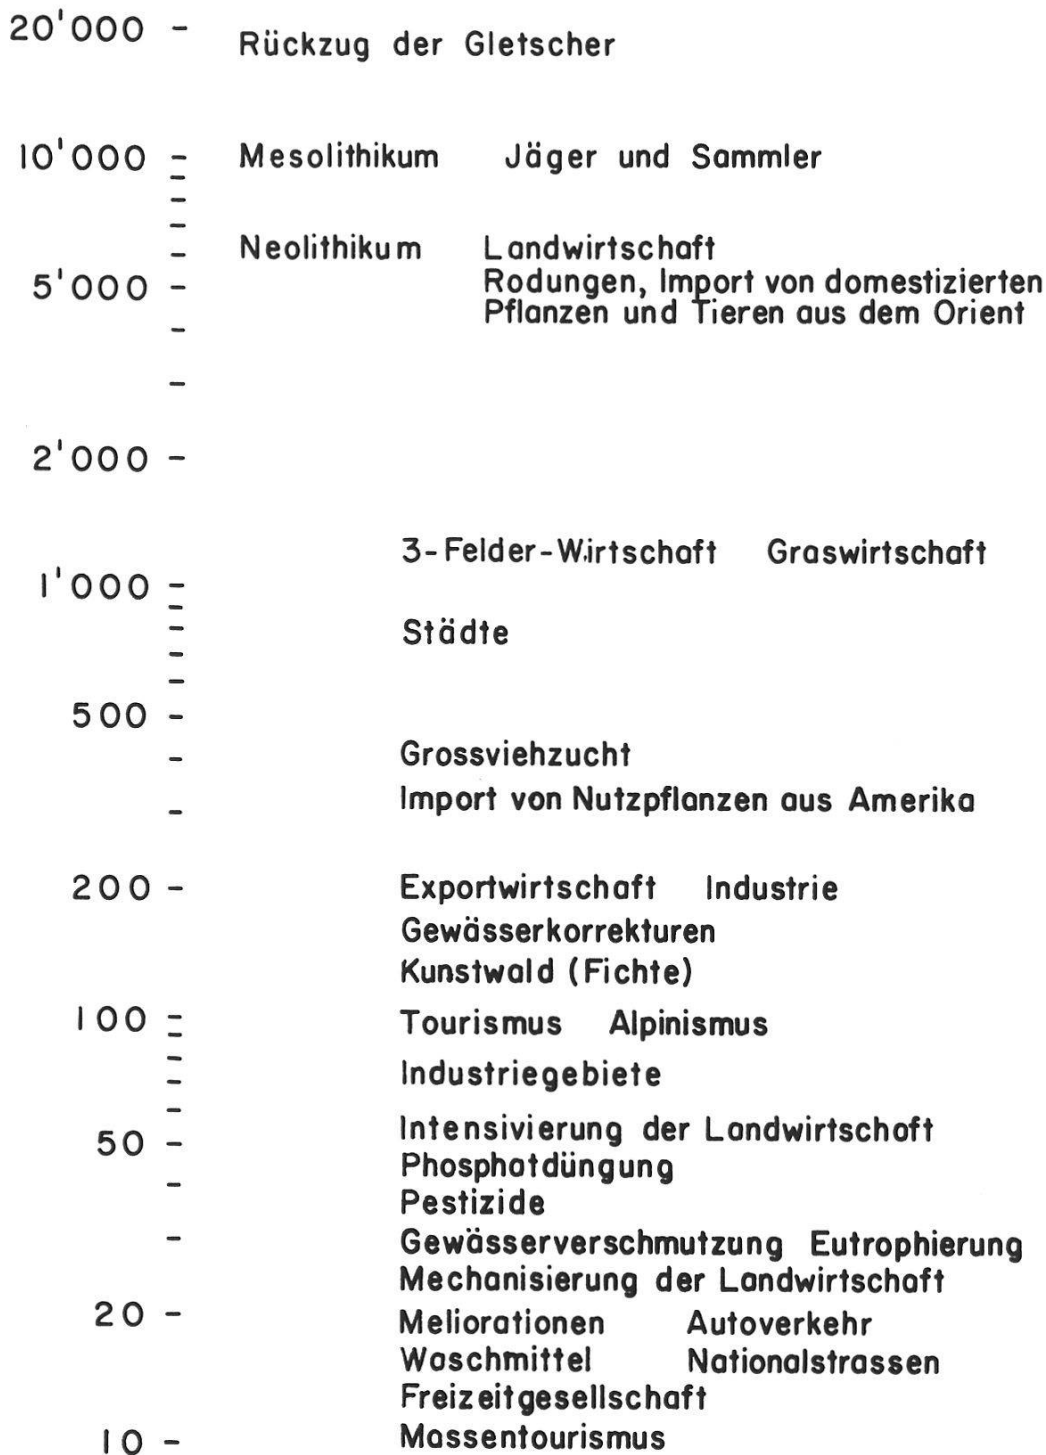 20'000 - Rückzug der Gletscher
10'000 - Mesolithikum Jäger und Sammler
Neolithikum Landwirtschaft
5'000 - Rodungen, Import von domestizierten
Pflanzen und Tieren aus dem Orient
2'000 -
3-Felder-Wirtschaft Graswirtschaft
1'000 -
Städte
500 -
Grossviehzucht
Import von Nutzpflanzen aus Amerika
200 - Exportwirtschaft Industrie
Gewässerkorrekturen
Kunstwald (Fichte)
100 - Tourismus Alpinismus
Industriegebiete
50 - Intensivierung der Landwirtschaft
Phosphatdüngung
Pestizide
Gewässerverschmutzung Eutrophierung
Mechanisierung der Landwirtschaft
20 - Meliorationen Autoverkehr
Waschmittel Nationalstrassen
Freizeitgesellschaft
10 - Massentourismus